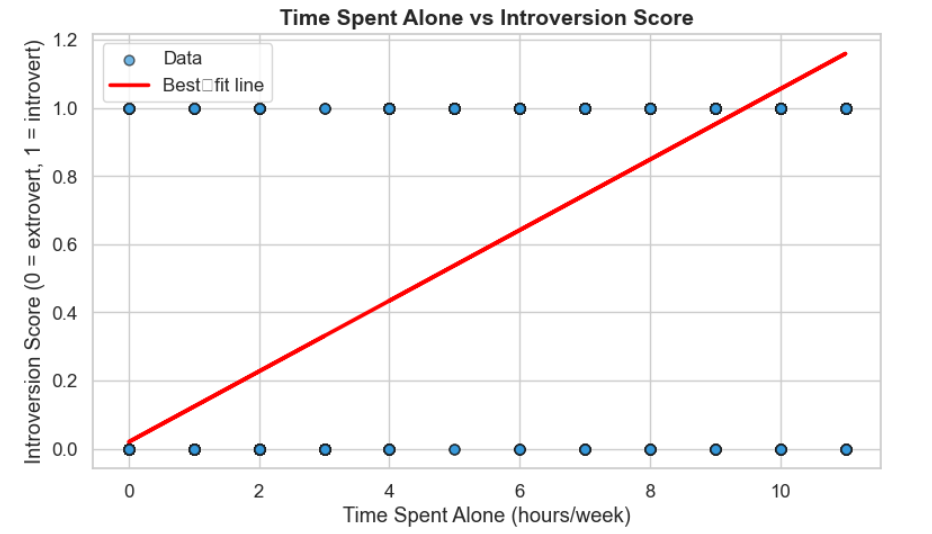 Time Spent Alone vs Introversion Score
Introversion Score (0 = extrovert, 1 = introvert)
1.2
1.0
0.8
0.6
0.4
0.2
0.0
Data
Best□fit line
0 2 4 6 8 10
Time Spent Alone (hours/week)